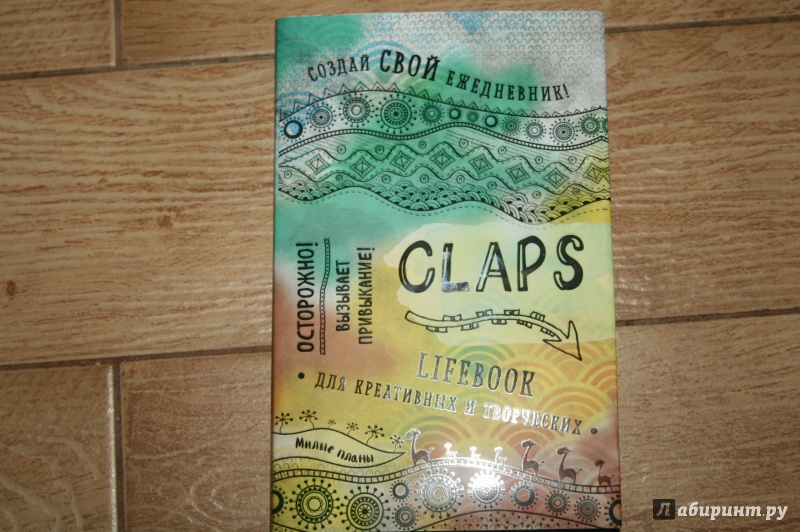 СОЗДАЙ СВОЙ ЕЖЕДНЕВНИК!
ОСТОРОЖНО!
ВЫЗЫВАЕТ
ПРИВЫКАНИЕ!
CLAPS
LIFEBOOK
• ДЛЯ КРЕАТИВНЫХ И ТВОРЧЕСКИХ •
Милые планы
Лабиринт.ру